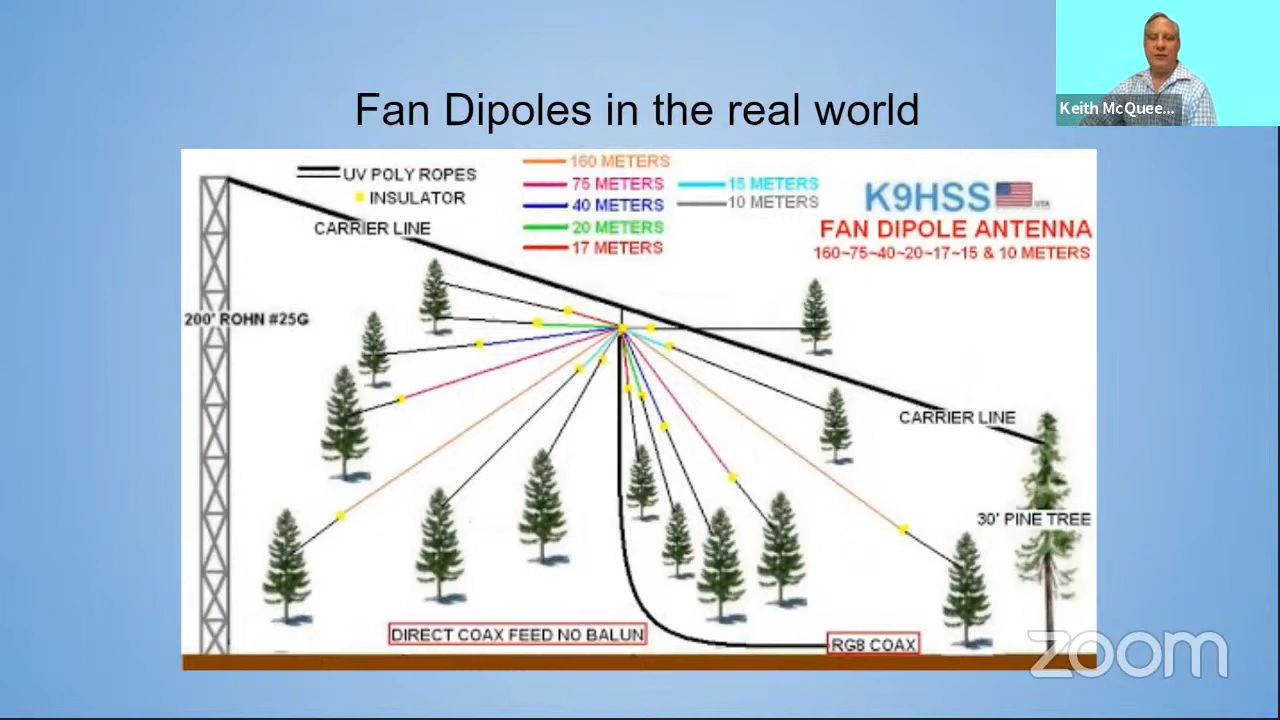 Keith McQuee...
Fan Dipoles in the real world
UV POLY ROPES
INSULATOR
CARRIER LINE
160 METERS
75 METERS
40 METERS
20 METERS
17 METERS
15 METERS
10 METERS
K9HSS
FAN DIPOLE ANTENNA
160~75~40~20~17~15 & 10 METERS
200' ROHN #25G
CARRIER LINE
30' PINE TREE
DIRECT COAX FEED NO BALUN
RG8 COAX
zoom